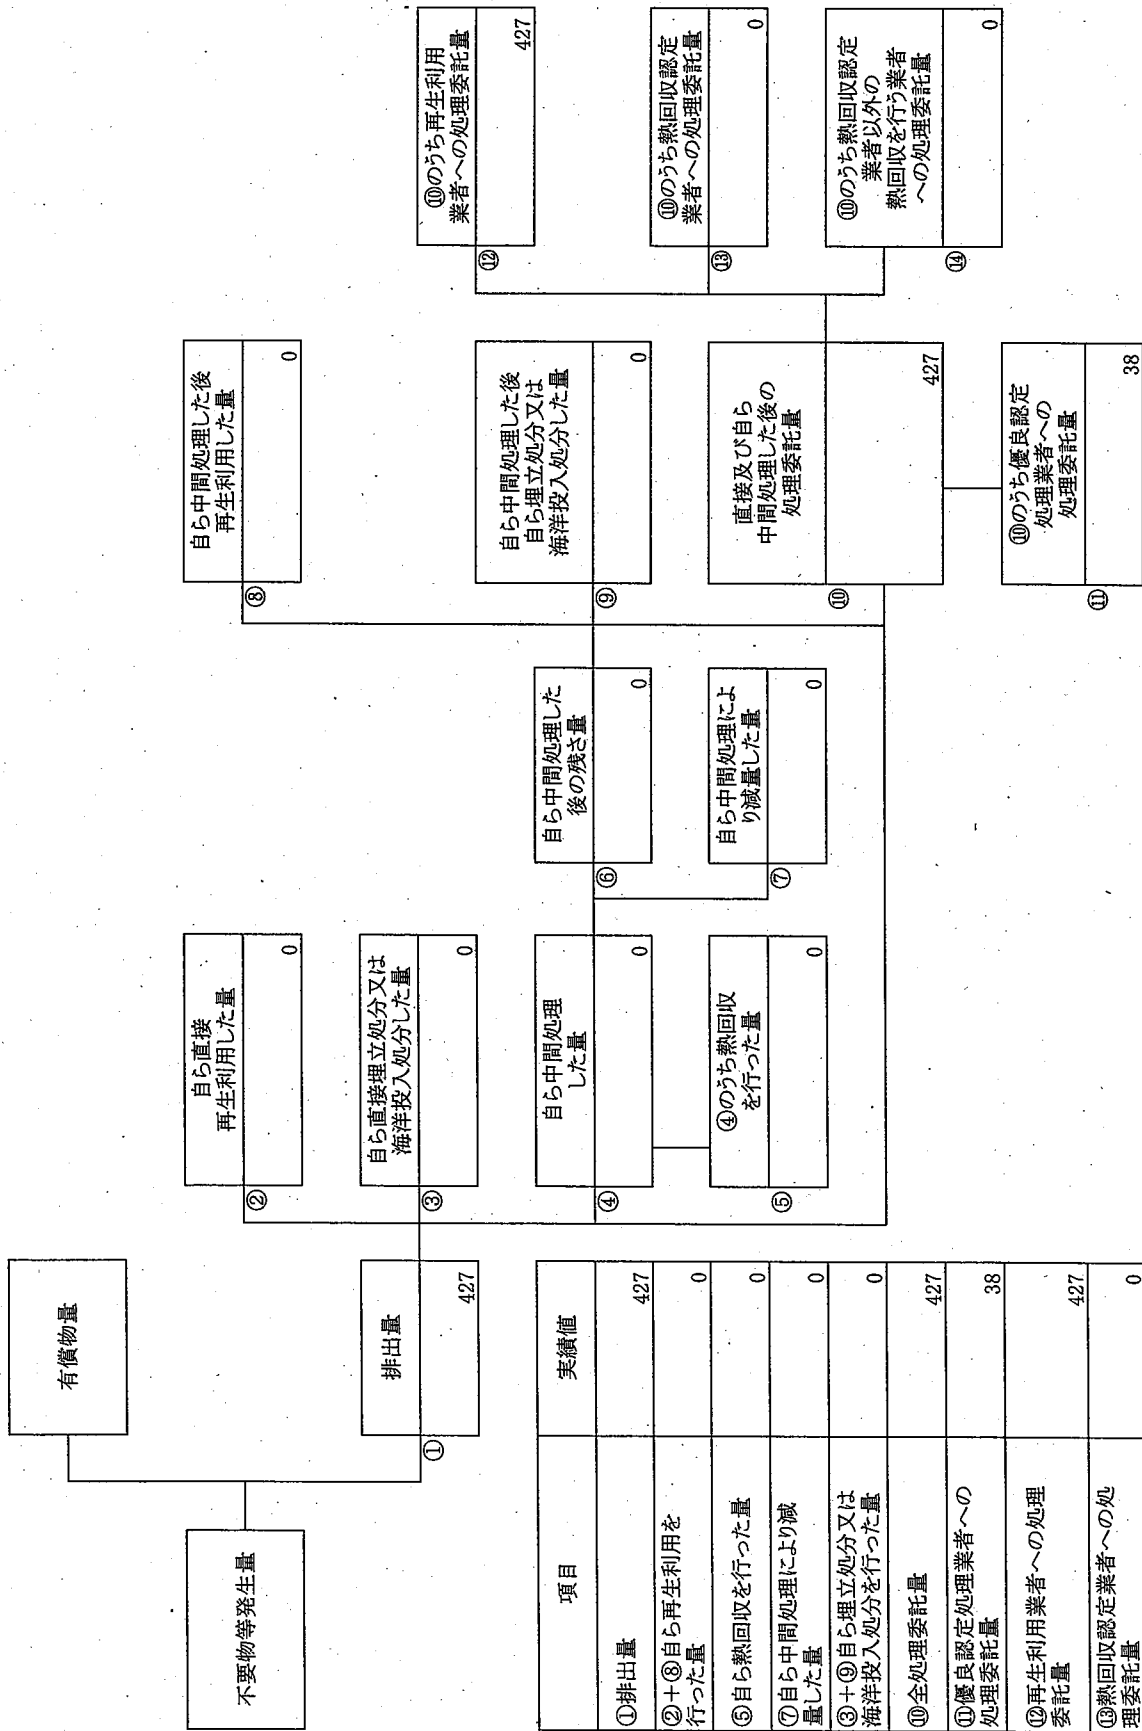 不要物等発生量
有償物量
排出量
①
427
自ら直接
再生利用した量
②
0
自ら直接埋立処分又は
海洋投入処分した量
③
0
自ら中間処理
した量
④
0
④のうち熱回収
を行った量
⑤
0
自ら中間処理した
後の残さ量
⑥
0
自ら中間処理によ
り減量した量
⑦
0
自ら中間処理した後
再生利用した量
⑧
0
自ら中間処理した後
自ら埋立処分又は
海洋投入処分した量
⑨
0
直接及び自ら
中間処理した後の
処理委託量
⑩
427
⑩のうち優良認定
処理業者への
処理委託量
⑪
38
⑩のうち再生利用
業者への処理委託量
⑫
427
⑩のうち熱回収認定
業者への処理委託量
⑬
0
⑩のうち熱回収認定
業者以外の
熱回収を行う業者
への処理委託量
⑭
0
項目 実績値
①排出量 427
②+⑧自ら再生利用を
行った量 0
⑤自ら熱回収を行った量 0
⑦自ら中間処理により減
量した量 0
③+⑨自ら埋立処分又は
海洋投入処分を行った量 0
⑩全処理委託量 427
⑪優良認定処理業者への
処理委託量 38
⑫再生利用業者への処理
委託量 427
⑬熱回収認定業者への処
理委託量 0